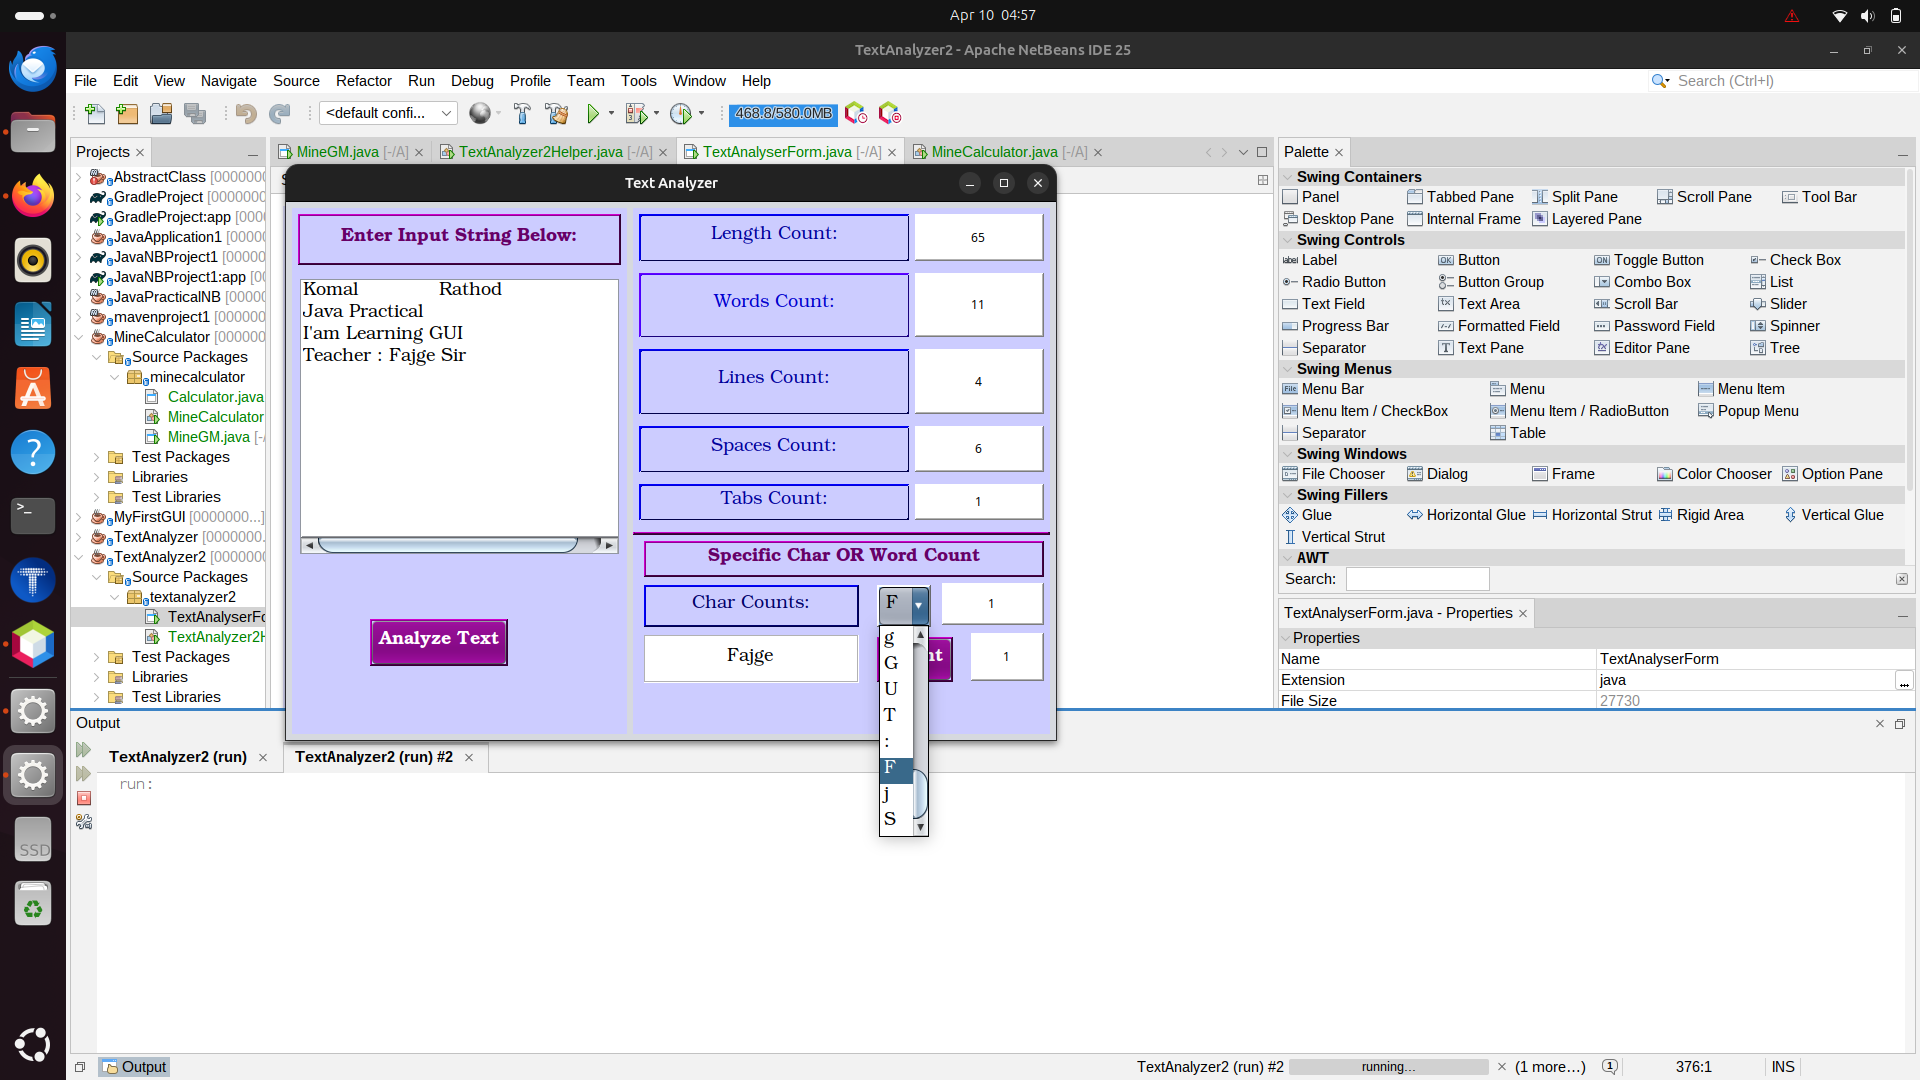 Apr 10 04:57
TextAnalyzer2 - Apache NetBeans IDE 25
File Edit View Navigate Source Refactor Run Debug Profile Team Tools Window Help
Search (Ctrl+I)
<default confi...
468.8/580.0MB
Projects
MineGM.java [-/A]
TextAnalyzer2Helper.java [-/A]
TextAnalyserForm.java [-/A]
MineCalculator.java [-/A]
AbstractClass [0000000
GradleProject [0000000
GradleProject:app [00
JavaApplication1 [0000
JavaNBProject1 [0000
JavaNBProject1:app [0
JavaPracticalNB [0000
mavenproject1 [00000
MineCalculator [00000
Source Packages
minecalculator
Calculator.java
MineCalculator
MineGM.java [-/
Test Packages
Libraries
Test Libraries
MyFirstGUI [0000000...]
TextAnalyzer [0000000.
TextAnalyzer2 [000000
Source Packages
textanalyzer2
TextAnalyserFo
TextAnalyzer2H
Test Packages
Libraries
Test Libraries
Text Analyzer
Enter Input String Below:
Komal Rathod
Java Practical
I'am Learning GUI
Teacher : Fajge Sir
Analyze Text
Length Count: 65
Words Count: 11
Lines Count: 4
Spaces Count: 6
Tabs Count: 1
Specific Char OR Word Count
Char Counts: F 1
Fajge nt 1
g
G
U
T
:
F
j
S
Palette
Swing Containers
Panel Tabbed Pane Split Pane Scroll Pane Tool Bar
Desktop Pane Internal Frame Layered Pane
Swing Controls
Label Button Toggle Button Check Box
Radio Button Button Group Combo Box List
Text Field Text Area Scroll Bar Slider
Progress Bar Formatted Field Password Field Spinner
Separator Text Pane Editor Pane Tree
Swing Menus
Menu Bar Menu Menu Item
Menu Item / CheckBox Menu Item / RadioButton Popup Menu
Separator Table
Swing Windows
File Chooser Dialog Frame Color Chooser Option Pane
Swing Fillers
Glue Horizontal Glue Horizontal Strut Rigid Area Vertical Glue
Vertical Strut
AWT
Search:
TextAnalyserForm.java - Properties
Properties
Name TextAnalyserForm
Extension java ...
File Size 27730
Output
TextAnalyzer2 (run)
TextAnalyzer2 (run) #2
run:
SSD
Output
TextAnalyzer2 (run) #2 running... (1 more...) 1 376:1 INS